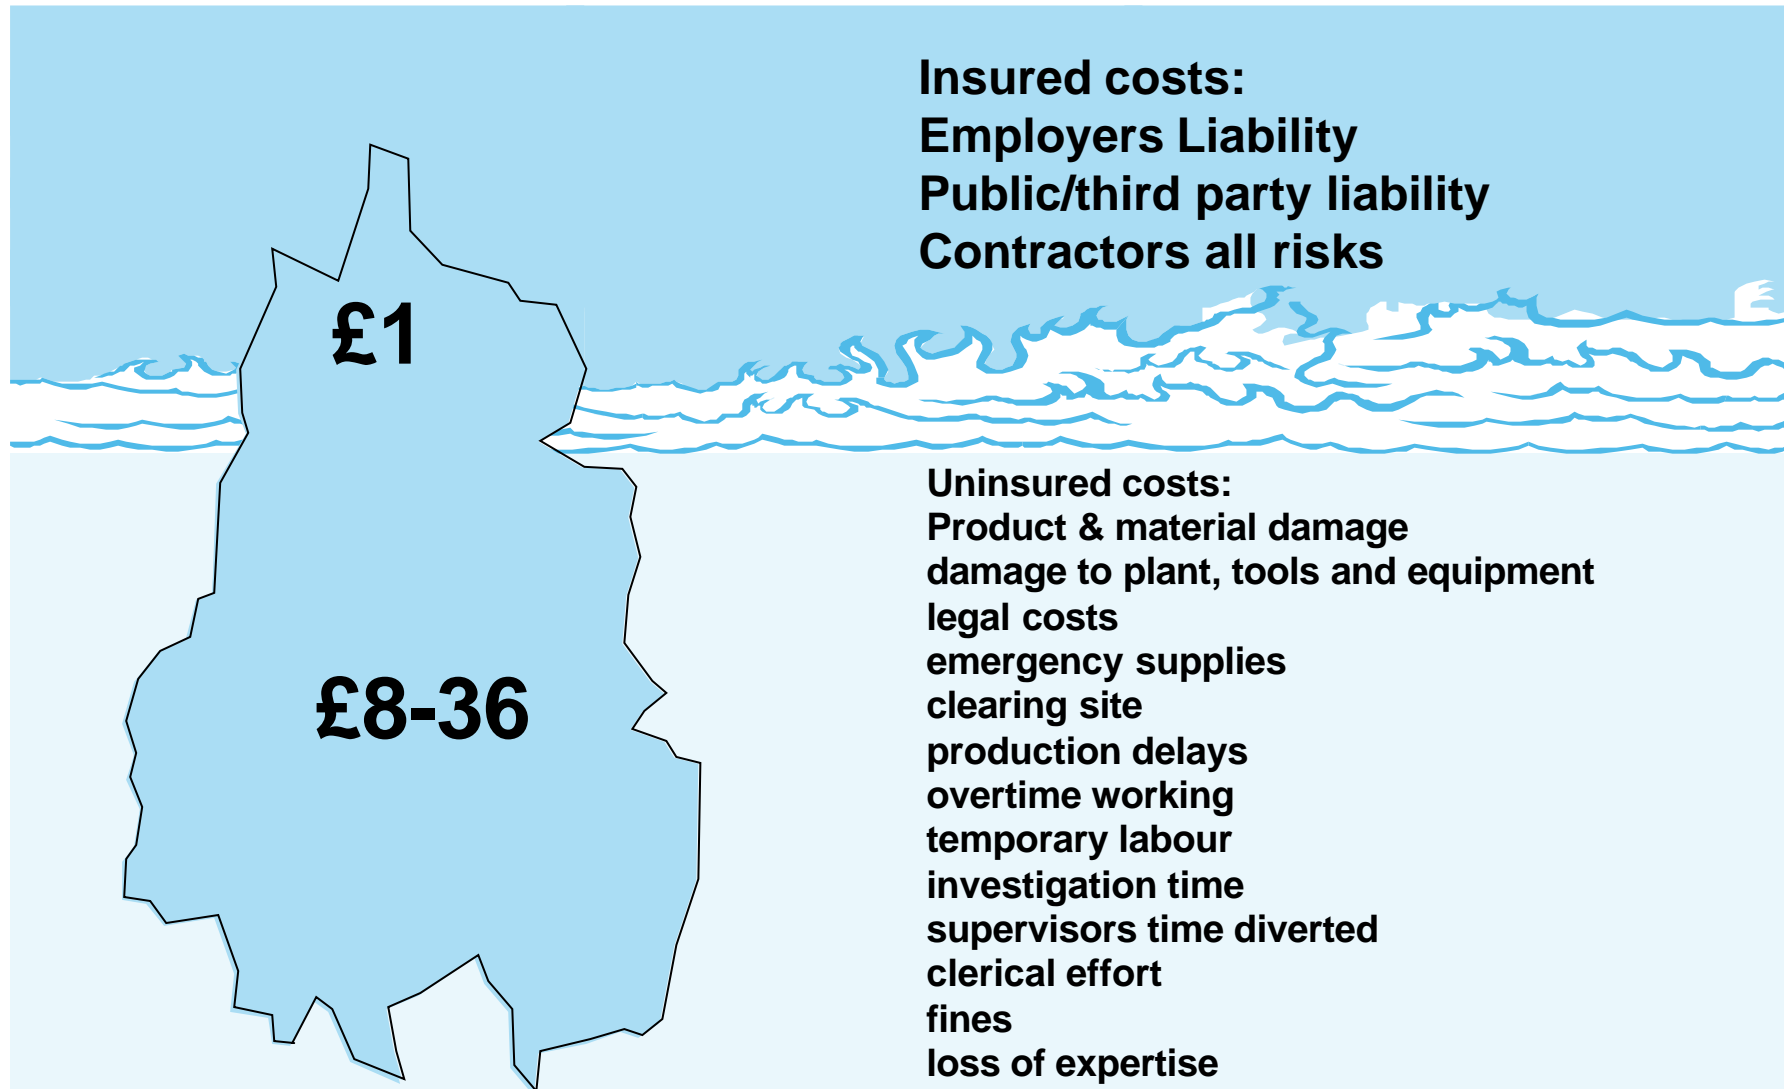 Insured costs:
Employers Liability
Public/third party liability
Contractors all risks
£1
Uninsured costs:
Product & material damage
damage to plant, tools and equipment
legal costs
emergency supplies
clearing site
production delays
overtime working
temporary labour
investigation time
supervisors time diverted
clerical effort
fines
loss of expertise
£8-36